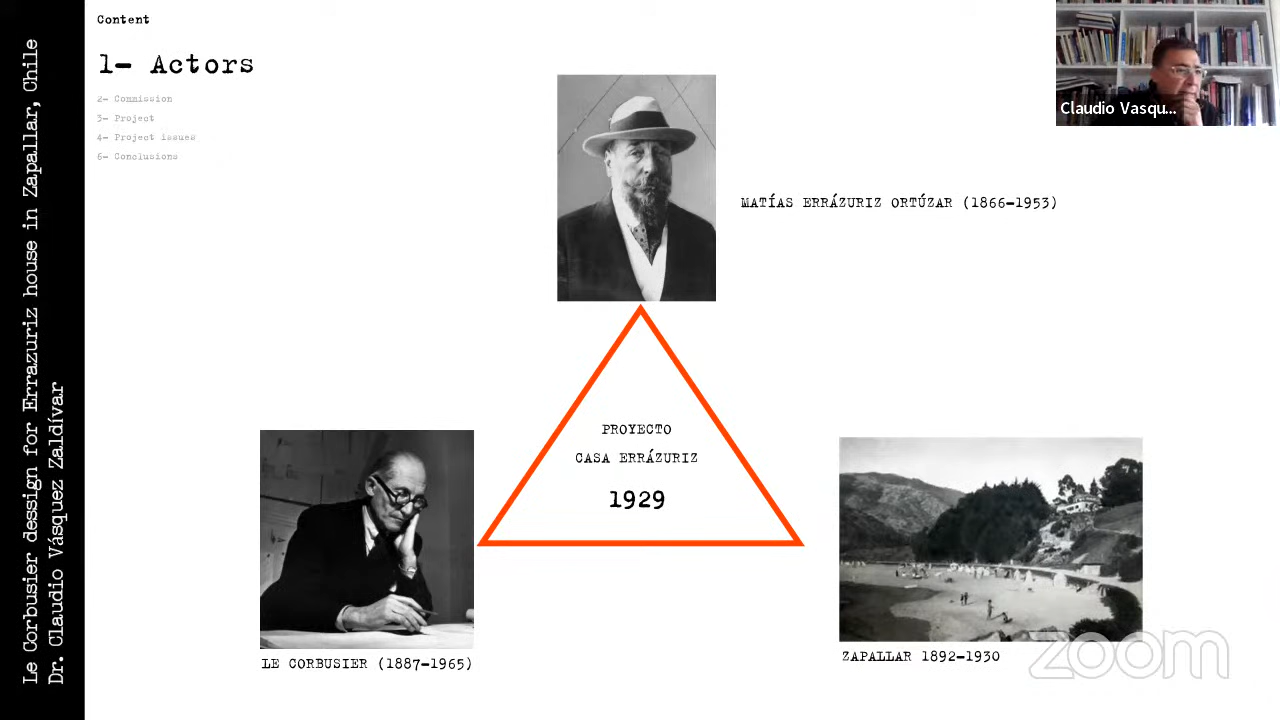 Le Corbusier dessign for Errazuriz house in Zapallar, Chile
Dr. Claudio Vásquez Zaldívar
Content
1- Actors
2- Commission
3- Project
4- Project issues
6- Conclusions
Claudio Vasqu...
MATÍAS ERRÁZURIZ ORTÚZAR (1866-1953)
PROYECTO
CASA ERRÁZURIZ
1929
LE CORBUSIER (1887-1965)
ZAPALLAR 1892-1930
zoom